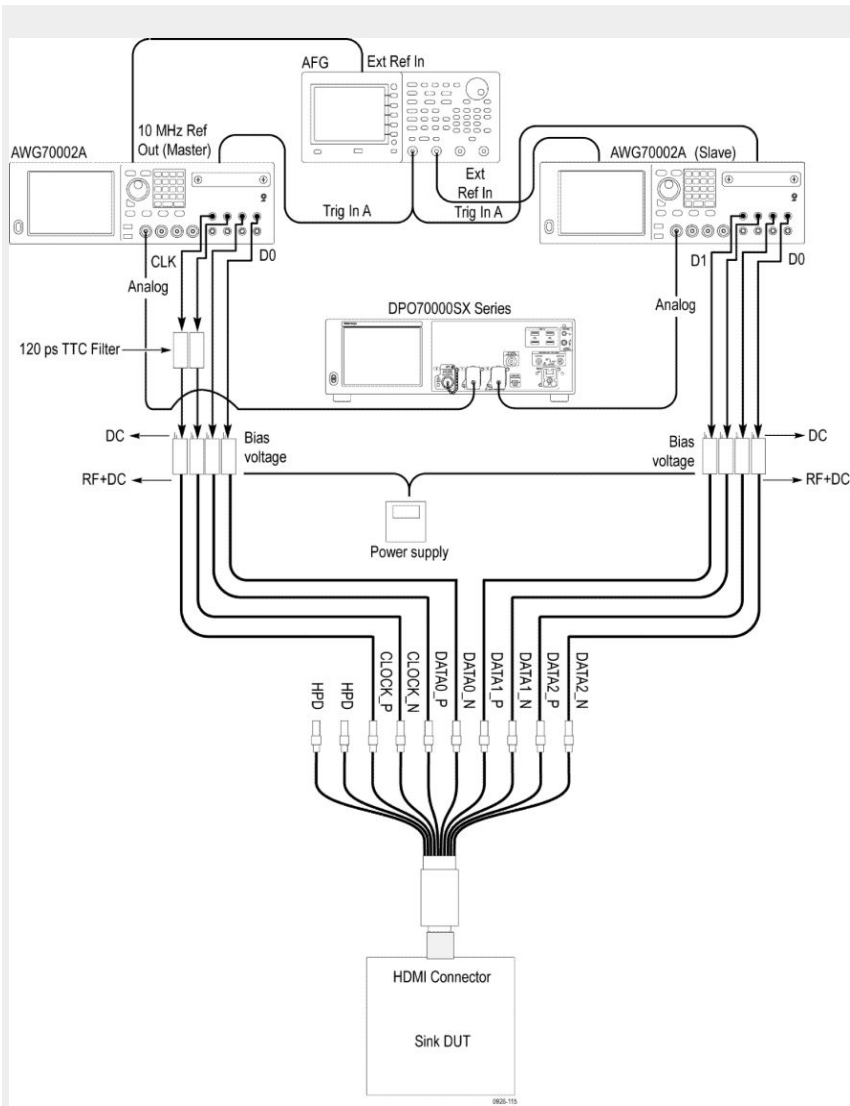 AFG
Ext Ref In
10 MHz Ref
Out (Master)
AWG70002A
AWG70002A (Slave)
Ext
Ref In
Trig In A
Trig In A
CLK
D0
D1
D0
Analog
Analog
DPO70000SX Series
120 ps TTC Filter
DC
Bias
voltage
Bias
voltage
DC
RF+DC
RF+DC
Power supply
HPD
HPD
CLOCK_P
CLOCK_N
DATA0_P
DATA0_N
DATA1_P
DATA1_N
DATA2_P
DATA2_N
HDMI Connector
Sink DUT
0926-115